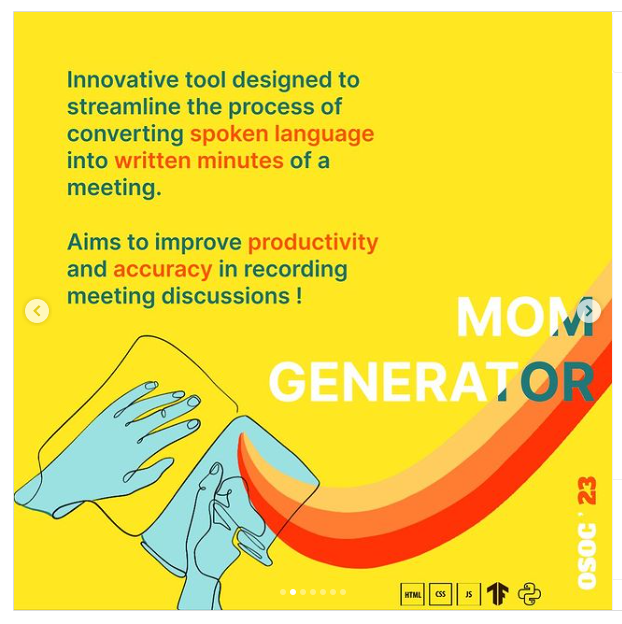 Innovative tool designed to
streamline the process of
converting spoken language
into written minutes of a
meeting.
Aims to improve productivity
and accuracy in recording
meeting discussions !
MOM
GENERATOR
OSOC ' 23
HTML CSS JS